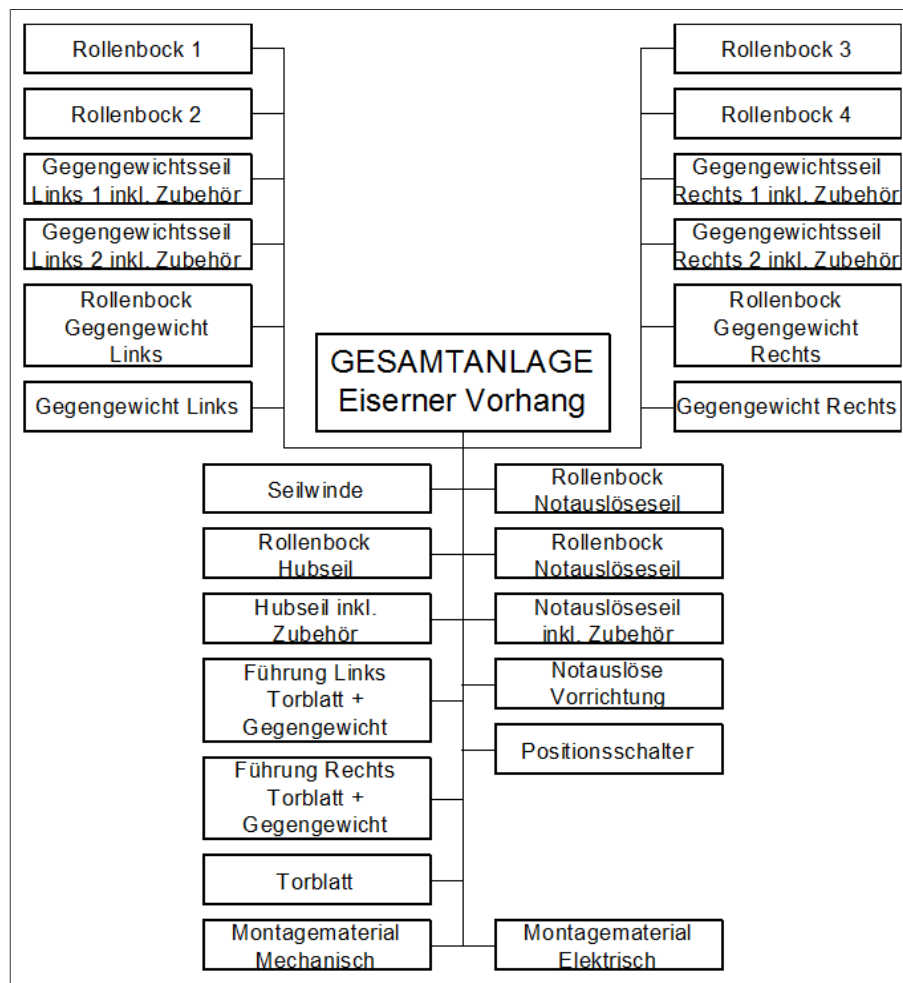 Rollenbock 1
Rollenbock 2
Gegengewichtsseil
Links 1 inkl. Zubehör
Gegengewichtsseil
Links 2 inkl. Zubehör
Rollenbock
Gegengewicht
Links
Gegengewicht Links
Rollenbock 3
Rollenbock 4
Gegengewichtsseil
Rechts 1 inkl. Zubehör
Gegengewichtsseil
Rechts 2 inkl. Zubehör
Rollenbock
Gegengewicht
Rechts
Gegengewicht Rechts
GESAMTANLAGE
Eiserner Vorhang
Seilwinde
Rollenbock
Hubseil
Hubseil inkl.
Zubehör
Führung Links
Torblatt +
Gegengewicht
Führung Rechts
Torblatt +
Gegengewicht
Torblatt
Montagematerial
Mechanisch
Rollenbock
Notauslöseseil
Rollenbock
Notauslöseseil
Notauslöseseil
inkl. Zubehör
Notauslöse
Vorrichtung
Positionsschalter
Montagematerial
Elektrisch